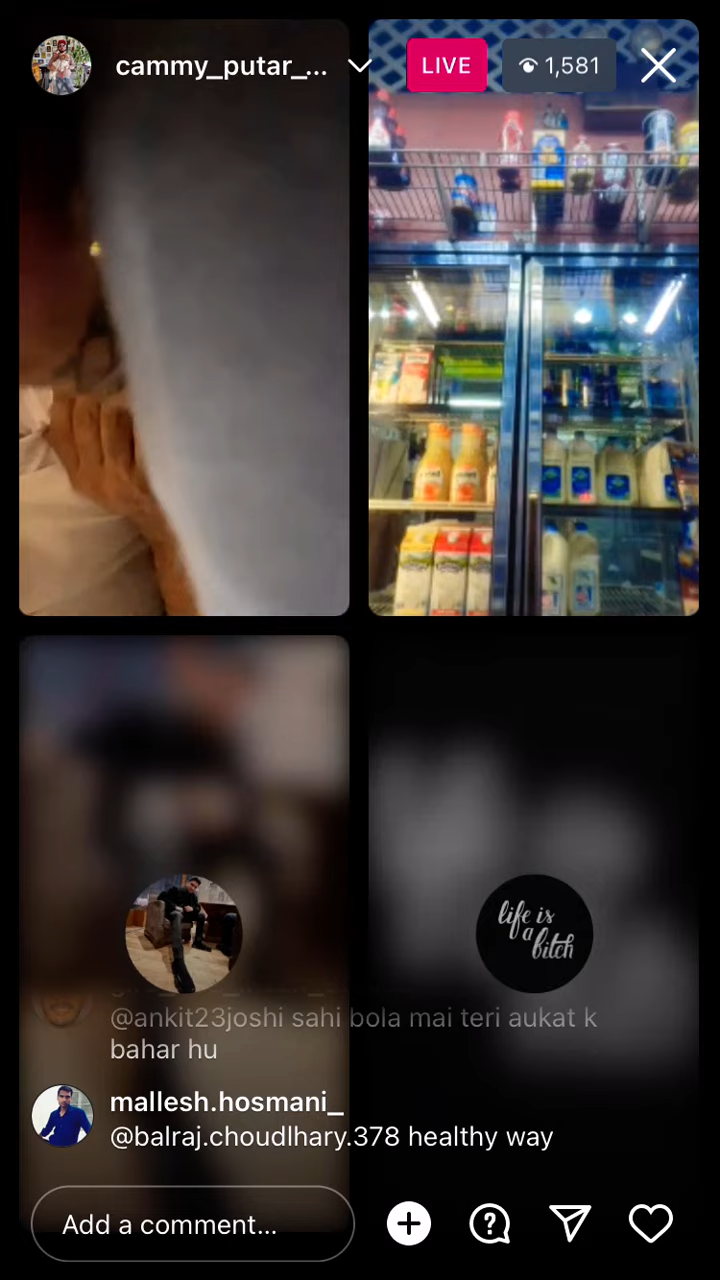 cammy_putar_...
LIVE
1,581
life is
a
bitch
@ankit23joshi sahi bola mai teri aukat k
bahar hu
mallesh.hosmani_
@balraj.choudlhary.378 healthy way
Add a comment...